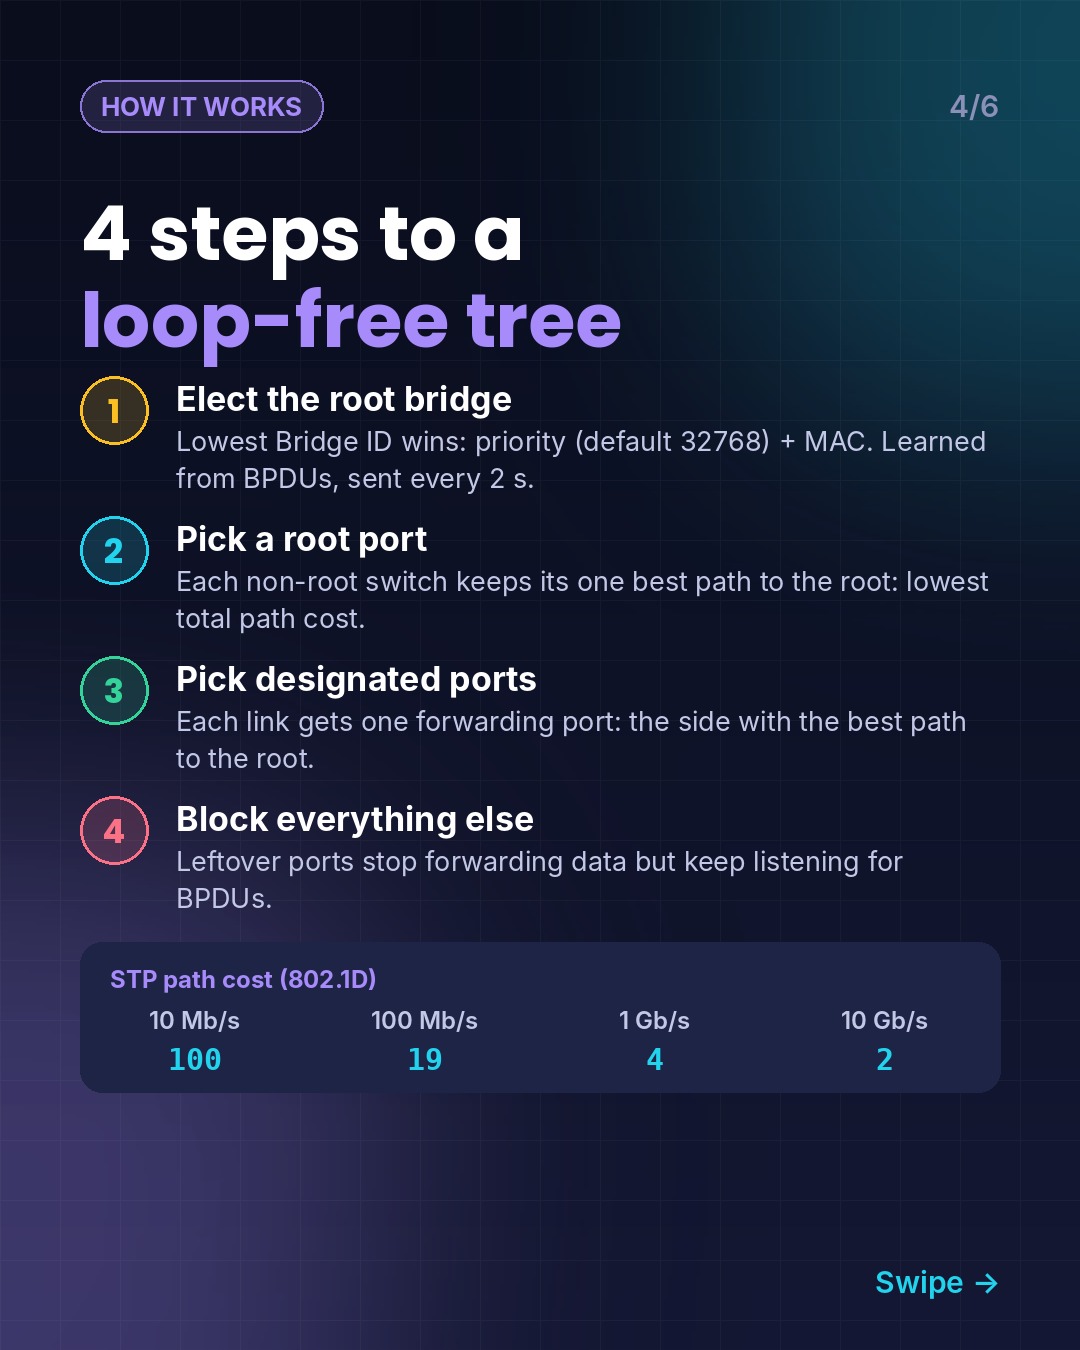 HOW IT WORKS
4/6
4 steps to a
loop-free tree
1
Elect the root bridge
Lowest Bridge ID wins: priority (default 32768) + MAC. Learned
from BPDUs, sent every 2 s.
2
Pick a root port
Each non-root switch keeps its one best path to the root: lowest
total path cost.
3
Pick designated ports
Each link gets one forwarding port: the side with the best path
to the root.
4
Block everything else
Leftover ports stop forwarding data but keep listening for
BPDUs.
STP path cost (802.1D)
10 Mb/s 100 Mb/s 1 Gb/s 10 Gb/s
100 19 4 2
Swipe →